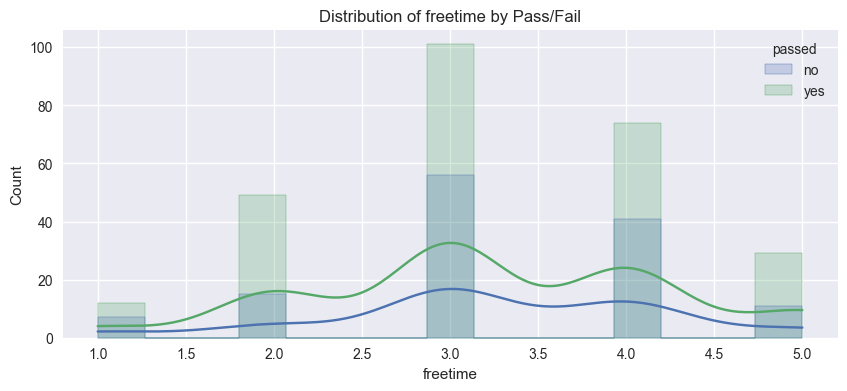 Distribution of freetime by Pass/Fail
passed
no
yes
Count
100
80
60
40
20
0
1.0 1.5 2.0 2.5 3.0 3.5 4.0 4.5 5.0
freetime